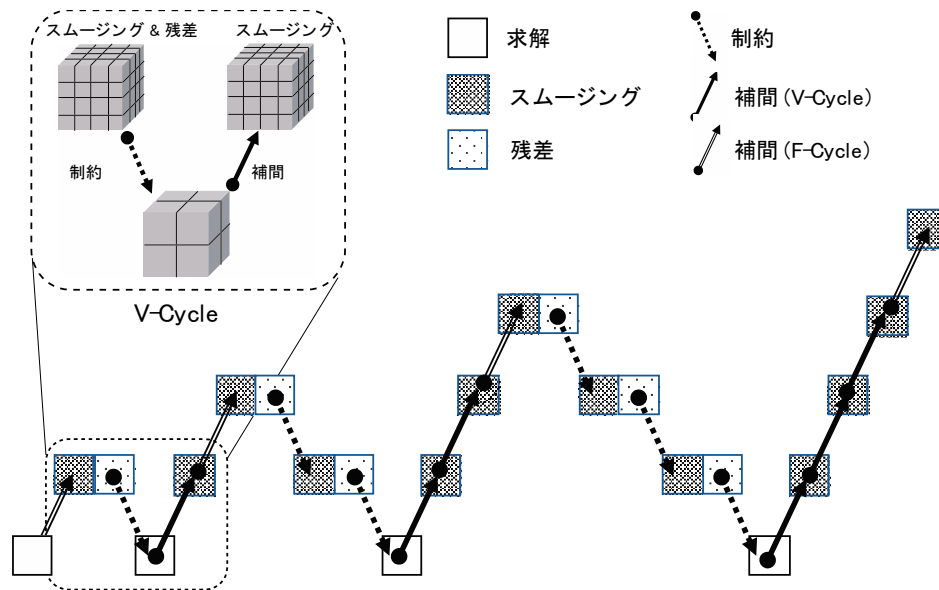 スムージング & 残差
スムージング
制約
補間
V-Cycle
求解
スムージング
残差
制約
補間 (V-Cycle)
補間 (F-Cycle)